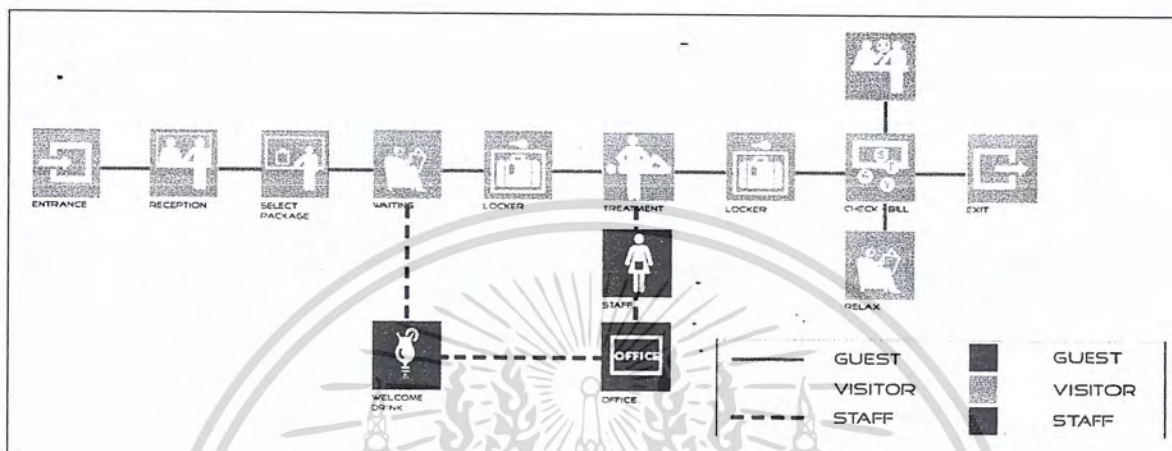 ENTRANCE
RECEPTION
SELECT
PACKAGE
WAITING
LOCKER
TREATMENT
LOCKER
CHECK BILL
EXIT
STAFF
RELAX
WELCOME
DRINK
OFFICE
OFFICE
GUEST
GUEST
VISITOR
VISITOR
STAFF
STAFF